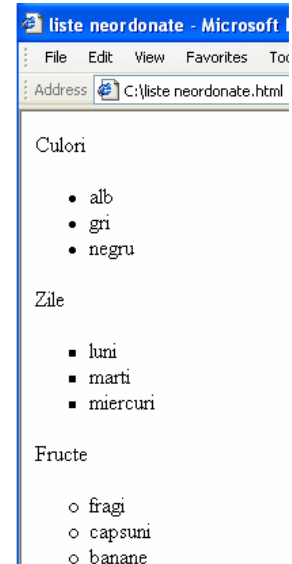 liste neordonate - Microsoft
File Edit View Favorites
Address C:\liste neordonate.html
Culori
alb
gri
negru
Zile
luni
marti
miercuri
Fructe
fragi
capsuni
banane